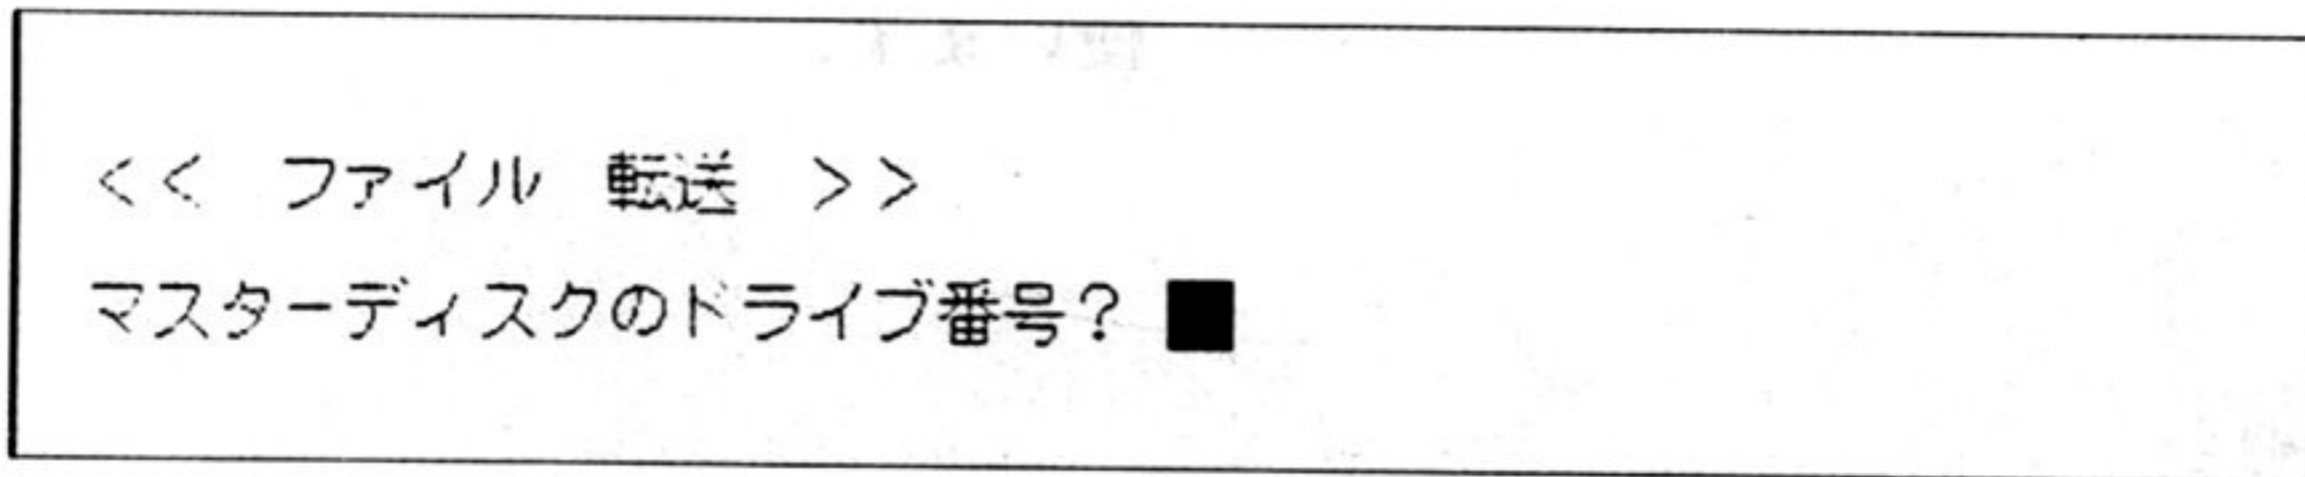 << ファイル 転送 >>
マスターディスクのドライブ番号? ■